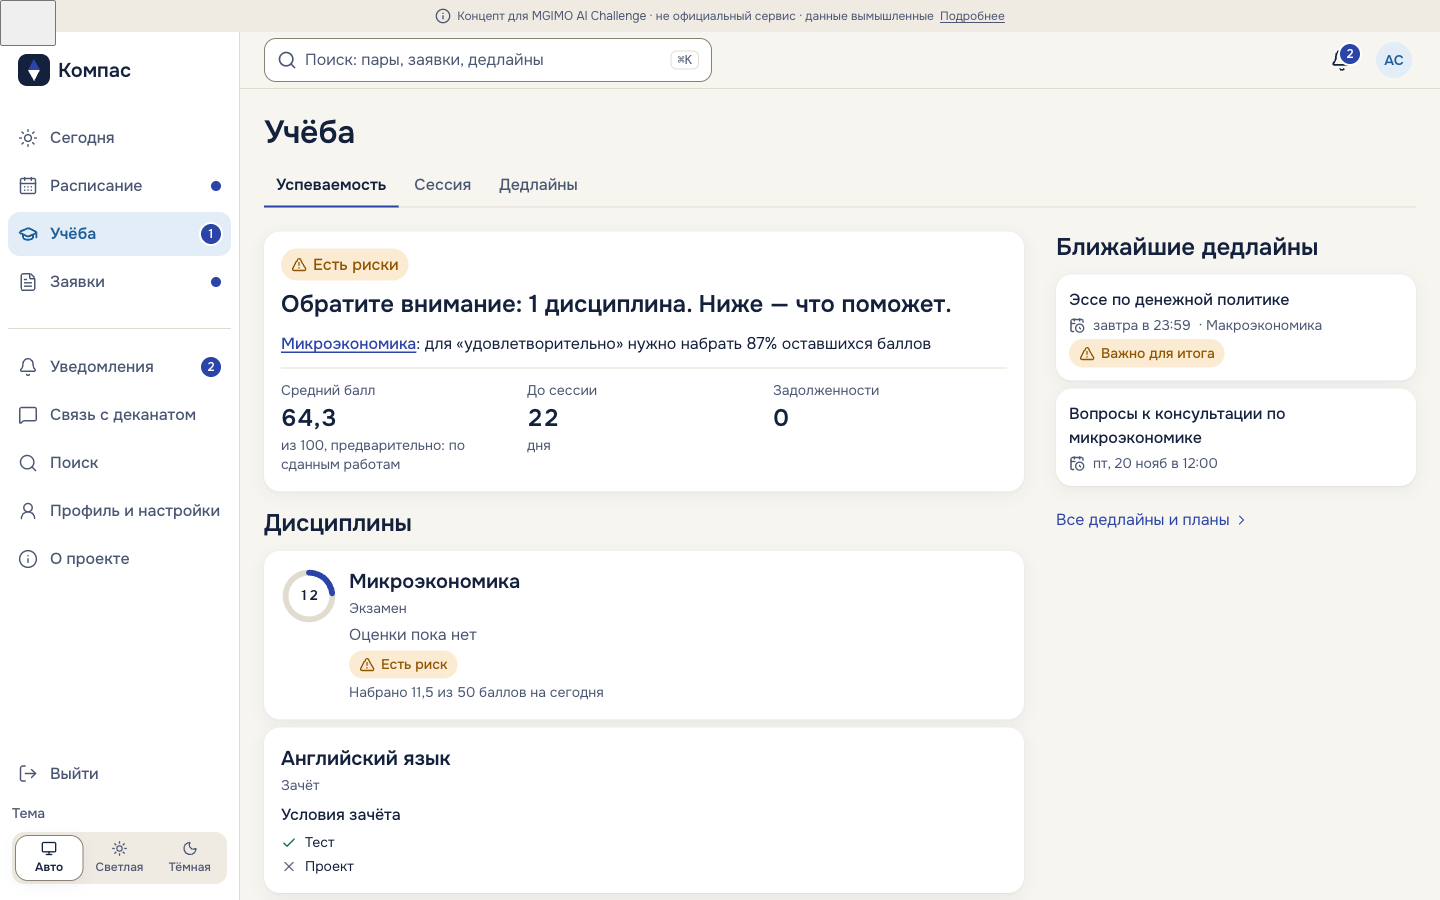 Концепт для MGIMO AI Challenge · не официальный сервис · данные вымышленные Подробнее
Компас
Поиск: пары, заявки, дедлайны
⌘K
2
АС
Сегодня
Расписание
Учёба
1
Заявки
Уведомления
2
Связь с деканатом
Поиск
Профиль и настройки
О проекте
Выйти
Тема
Авто
Светлая
Тёмная
Учёба
Успеваемость
Сессия
Дедлайны
Есть риски
Обратите внимание: 1 дисциплина. Ниже — что поможет.
Микроэкономика: для «удовлетворительно» нужно набрать 87% оставшихся баллов
Средний балл
64,3
из 100, предварительно: по
сданным работам
До сессии
22
дня
Задолженности
0
Дисциплины
12
Микроэкономика
Экзамен
Оценки пока нет
Есть риск
Набрано 11,5 из 50 баллов на сегодня
Английский язык
Зачёт
Условия зачёта
Тест
Проект
Ближайшие дедлайны
Эссе по денежной политике
завтра в 23:59 · Макроэкономика
Важно для итога
Вопросы к консультации по
микроэкономике
пт, 20 нояб в 12:00
Все дедлайны и планы